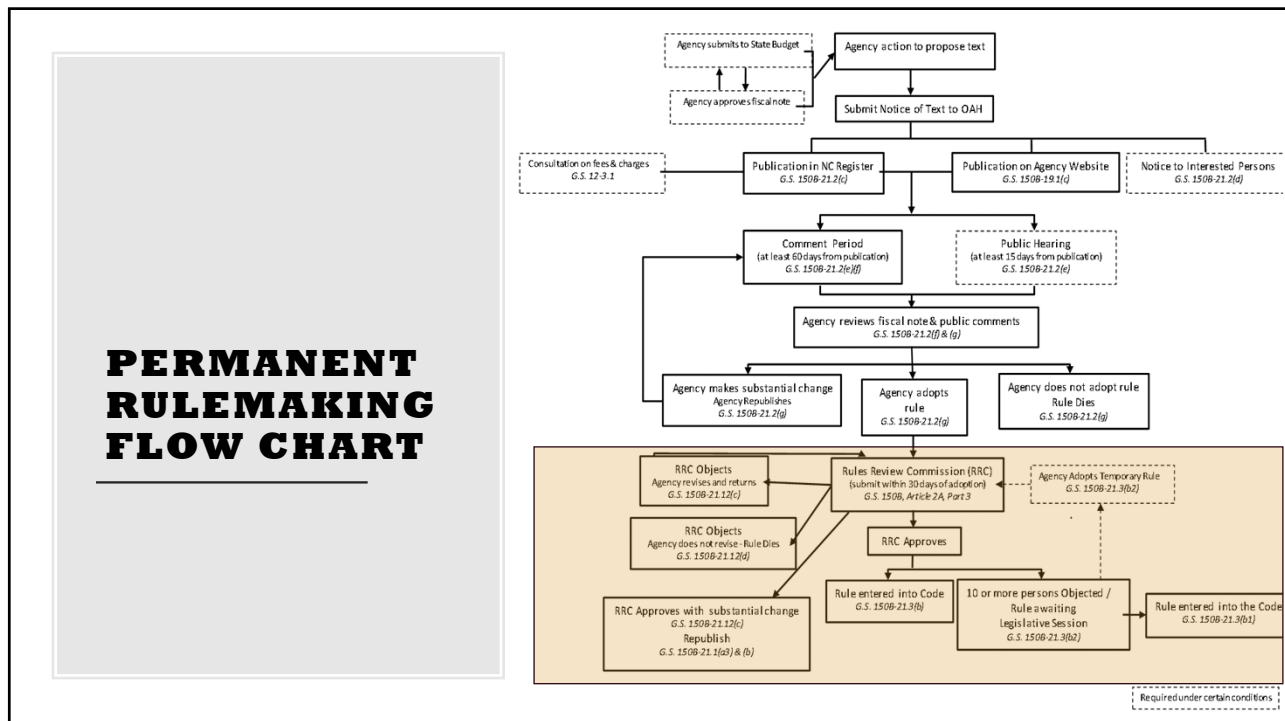 PERMANENT
RULEMAKING
FLOW CHART
Agency submits to State Budget
Agency approves fiscal note
Agency action to propose text
Submit Notice of Text to OAH
Consultation on fees & charges
G.S. 12-3.1
Publication in NC Register
G.S. 150B-21.2(c)
Publication on Agency Website
G.S. 150B-19.1(c)
Notice to Interested Persons
G.S. 150B-21.2(d)
Comment Period
(at least 60 days from publication)
G.S. 150B-21.2(e)(f)
Public Hearing
(at least 15 days from publication)
G.S. 150B-21.2(e)
Agency reviews fiscal note & public comments
G.S. 150B-21.2(f) & (g)
Agency makes substantial change
Agency Republishes
G.S. 150B-21.2(g)
Agency adopts
rule
G.S. 150B-21.2(g)
Agency does not adopt rule
Rule Dies
G.S. 150B-21.2(g)
RRC Objects
Agency revises and returns
G.S. 150B-21.12(c)
Rules Review Commission (RRC)
(submit within 30 days of adoption)
G.S. 150B, Article 2A, Part 3
Agency Adopts Temporary Rule
G.S. 150B-21.3(b2)
RRC Objects
Agency does not revise - Rule Dies
G.S. 150B-21.12(d)
RRC Approves
RRC Approves with substantial change
G.S. 150B-21.12(c)
Republish
G.S. 150B-21.1(a3) & (b)
Rule entered into Code
G.S. 150B-21.3(b)
10 or more persons Objected /
Rule awaiting
Legislative Session
G.S. 150B-21.3(b2)
Rule entered into the Code
G.S. 150B-21.3(b1)
Required under certain conditions